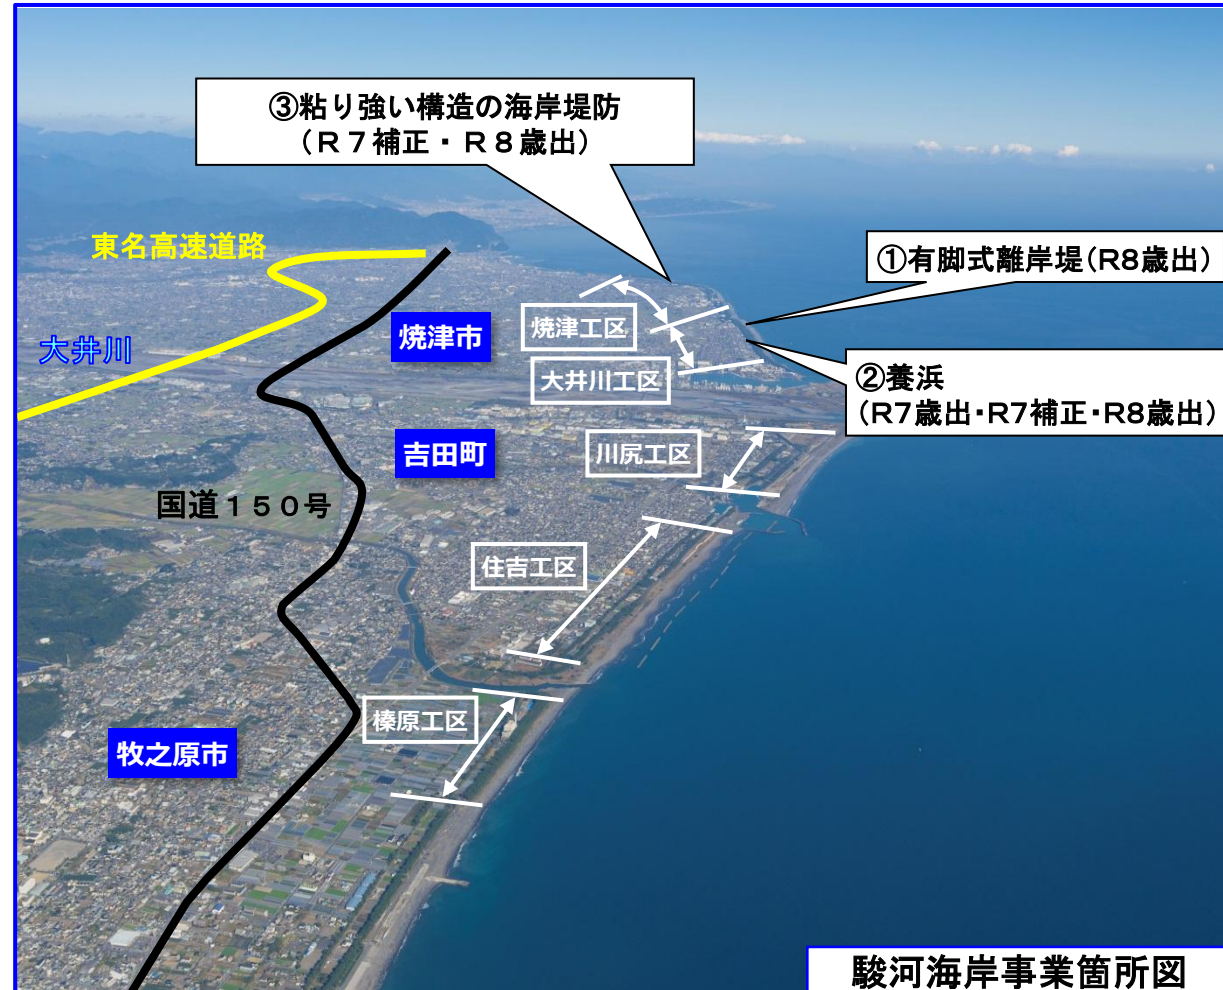 ③粘り強い構造の海岸堤防
（Ｒ７補正・Ｒ８歳出）
東名高速道路
①有脚式離岸堤(R8歳出)
焼津工区
焼津市
大井川
大井川工区
②養浜
（R7歳出・R7補正・R8歳出）
吉田町
川尻工区
国道１５０号
住吉工区
榛原工区
牧之原市
駿河海岸事業箇所図